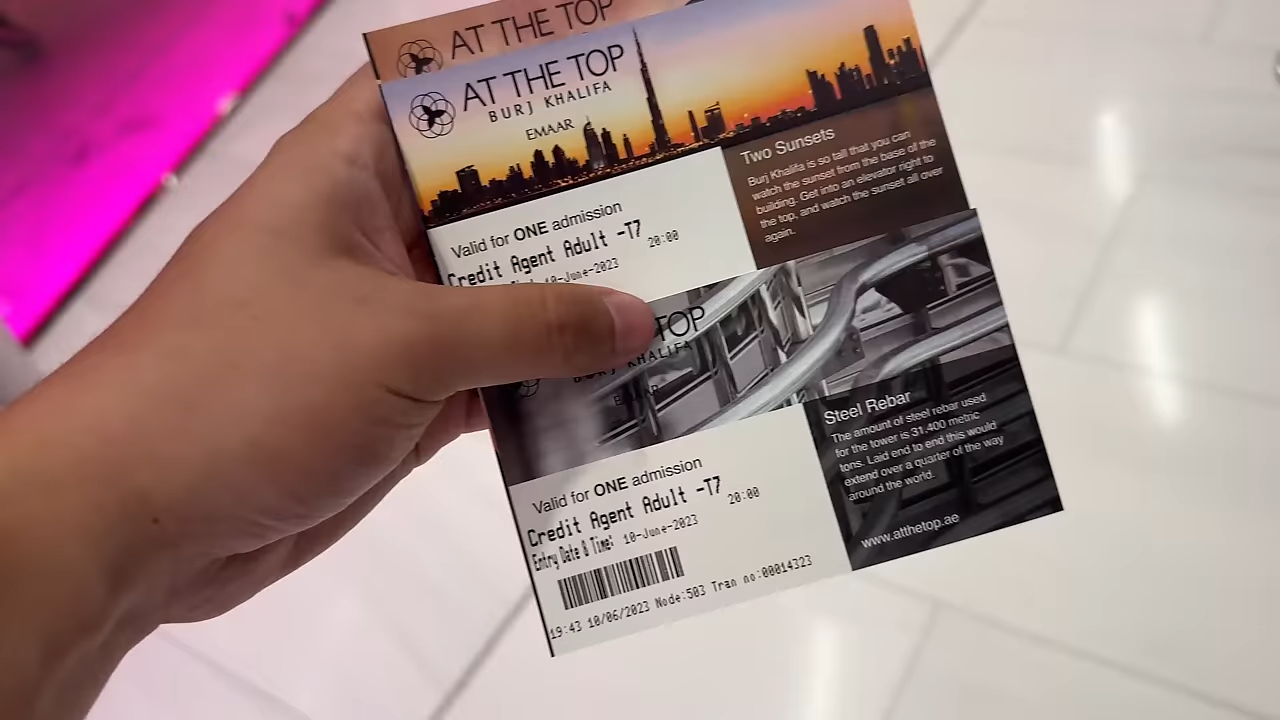 AT THE TOP
AT THE TOP
BURJ KHALIFA
EMAAR
Two Sunsets
Burj Khalifa is so tall that you can
watch the sunset from the base of the
building. Get into an elevator right to
the top, and watch the sunset all over
again.
Valid for ONE admission
Credit Agent Adult -T7
10-June-2023 20:00
TOP
BURJ KHALIFA
EMAAR
Steel Rebar
The amount of steel rebar used
for the tower is 31,400 metric
tons. Laid end to end this would
extend over a quarter of the way
around the world.
www.atthetop.ae
Valid for ONE admission
Credit Agent Adult -T7
Entry Date & Time: 10-June-2023 20:00
19:43 10/06/2023 Node:503 Tran no:00014323